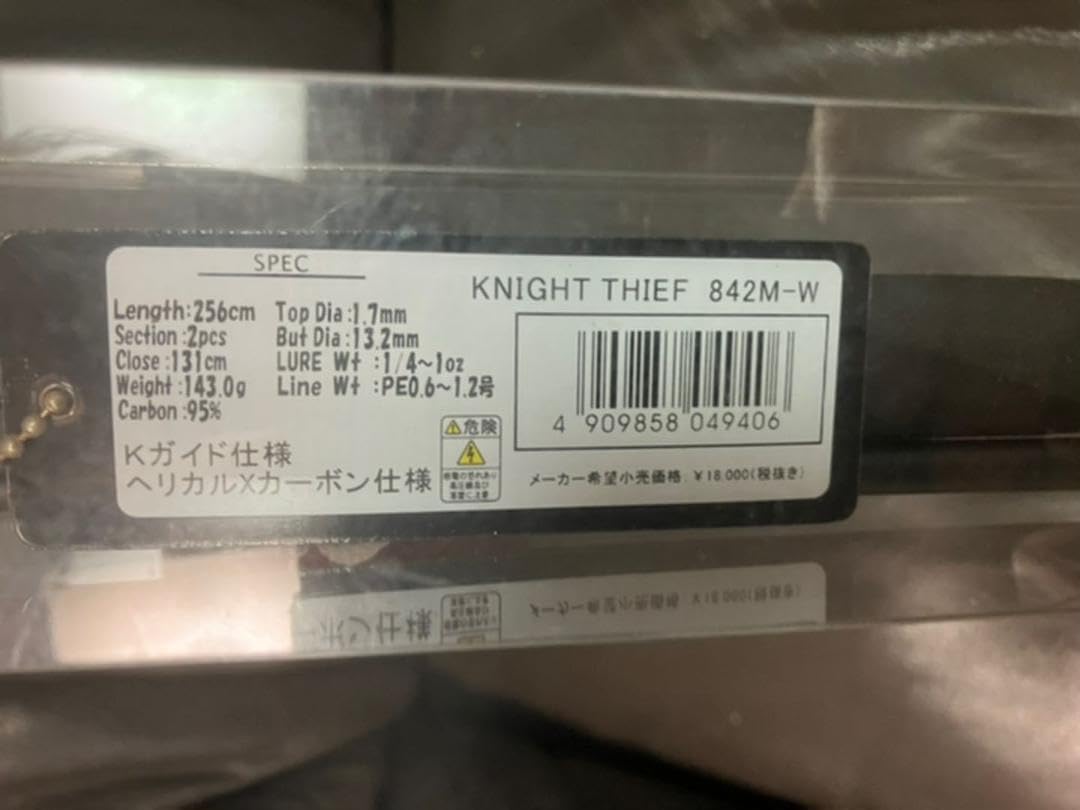 SPEC
KNIGHT THIEF 842M-W
Length:256cm Top Dia:1.7mm
Section:2pcs But Dia:13.2mm
Close:131cm LURE Wt:1/4~1oz
Weight:143.0g Line Wt:PE0.6~1.2号
Carbon:95%
4 909858 049406
Kガイド仕様
ヘリカルXカーボン仕様
危険
メーカー希望小売価格:¥18,000(税抜き)